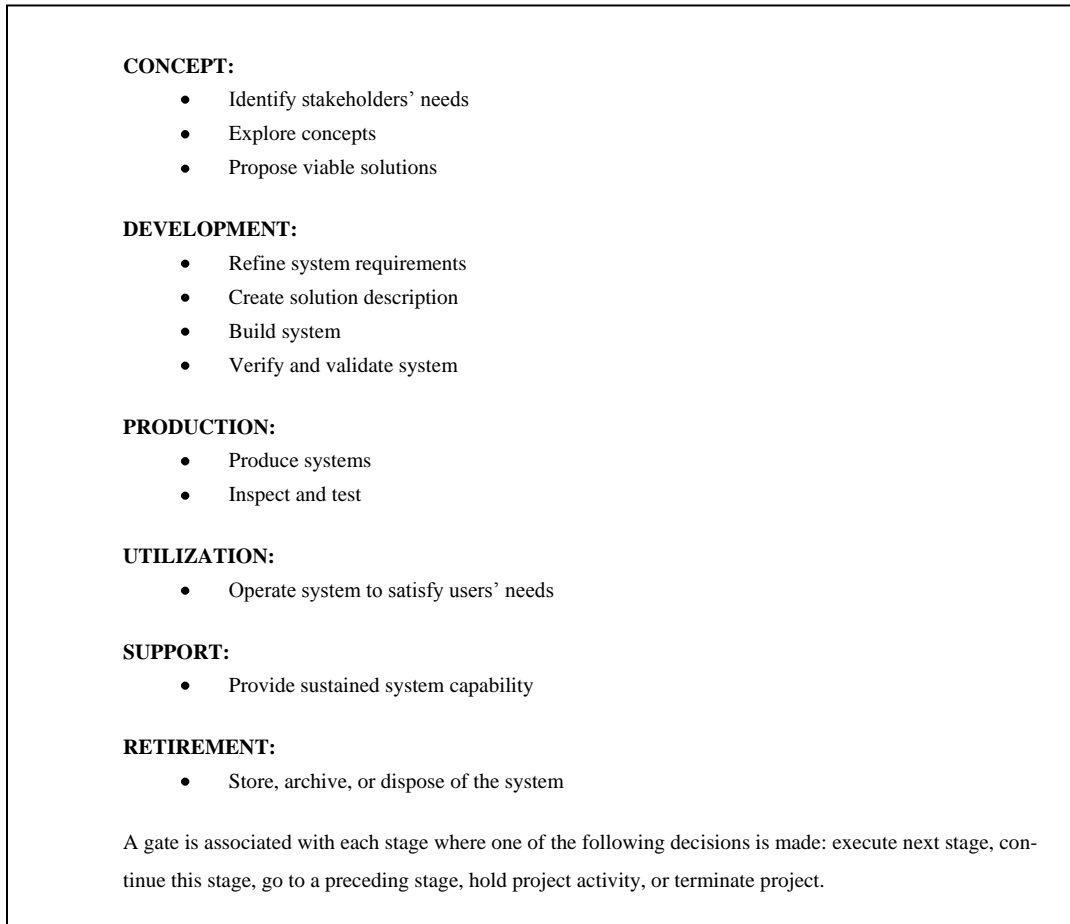 CONCEPT:
• Identify stakeholders’ needs
• Explore concepts
• Propose viable solutions
DEVELOPMENT:
• Refine system requirements
• Create solution description
• Build system
• Verify and validate system
PRODUCTION:
• Produce systems
• Inspect and test
UTILIZATION:
• Operate system to satisfy users’ needs
SUPPORT:
• Provide sustained system capability
RETIREMENT:
• Store, archive, or dispose of the system
A gate is associated with each stage where one of the following decisions is made: execute next stage, con-
tinue this stage, go to a preceding stage, hold project activity, or terminate project.